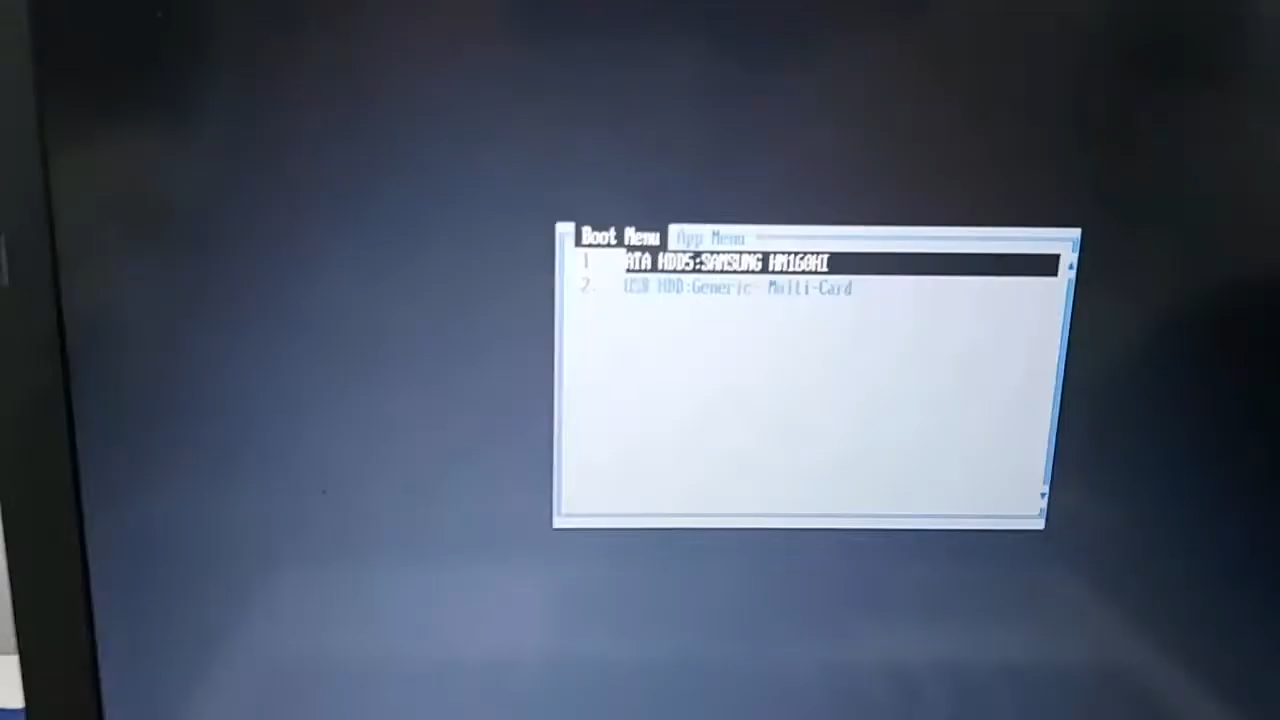 Boot Menu App Menu
1 ATA HDD5:SAMSUNG HM160HI
2. USB HDD:Generic- Multi-Card